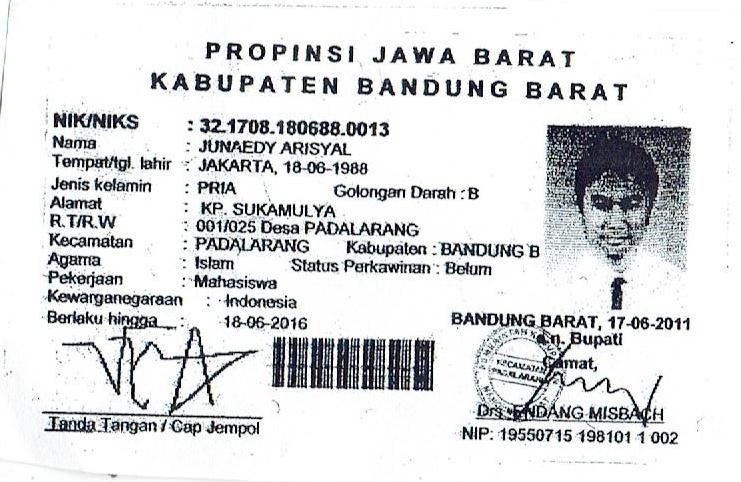 PROPINSI JAWA BARAT
KABUPATEN BANDUNG BARAT
NIK/NIKS : 32.1708.180688.0013
Nama : JUNAEDY ARISYAL
Tempat/tgl. lahir : JAKARTA, 18-06-1988
Jenis kelamin : PRIA Golongan Darah : B
Alamat : KP. SUKAMULYA
R.T/R.W : 001/025 Desa PADALARANG
Kecamatan : PADALARANG Kabupaten : BANDUNG B
Agama : Islam Status Perkawinan : Belum
Pekerjaan : Mahasiswa
Kewarganegaraan : Indonesia
Berlaku hingga : 18-06-2016
BANDUNG BARAT, 17-06-2011
a.n. Bupati
Camat,
KECAMATAN
PADALARANG
Drs. ENDANG MISBACH
NIP: 19550715 198101 1 002
Tanda Tangan / Cap Jempol